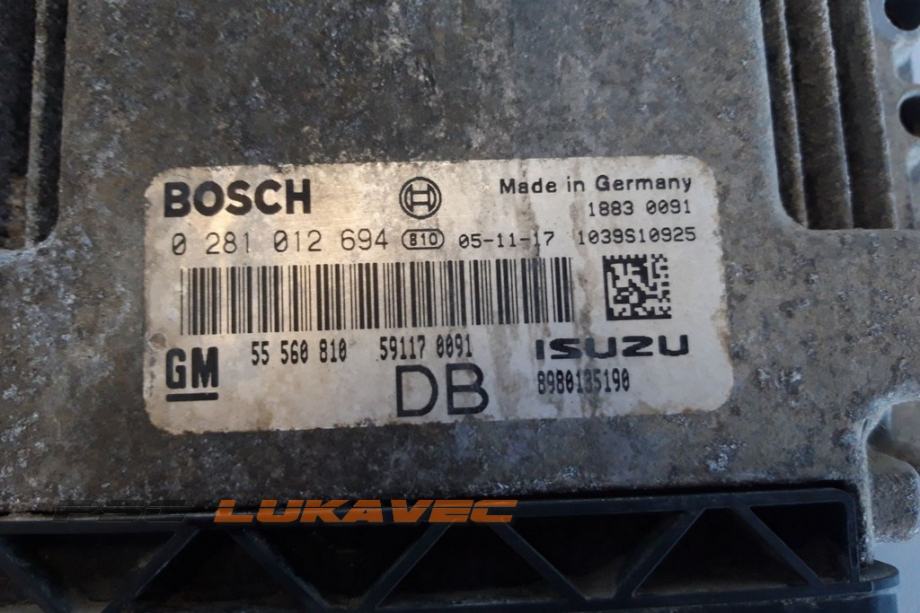 BOSCH
Made in Germany
1883 0091
0 281 012 694 810 05-11-17 1039S10925
GM
55 560 810 59117 0091
ISUZU
DB
8980135190
LUKAVEC